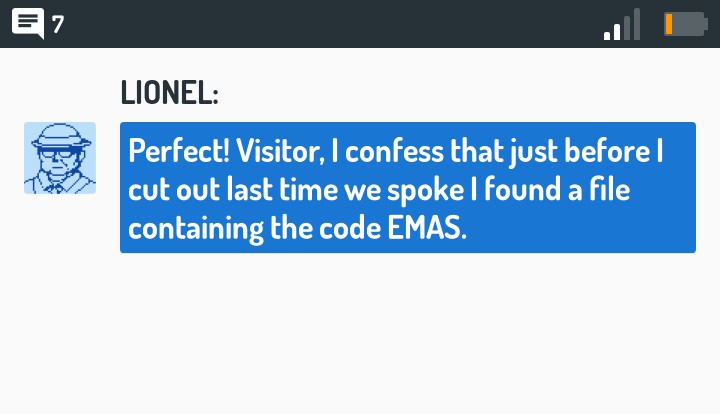 7
LIONEL:
Perfect! Visitor, I confess that just before I
cut out last time we spoke I found a file
containing the code EMAS.